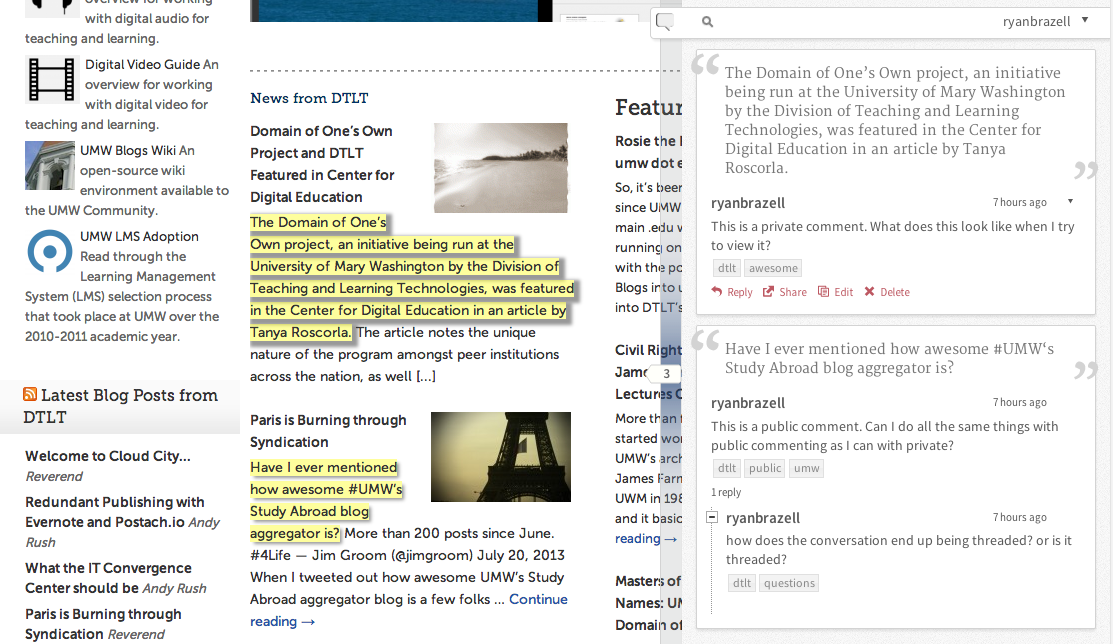 with digital audio for
teaching and learning.
Digital Video Guide An
overview for working
with digital video for
teaching and learning.
UMW Blogs Wiki An
open-source wiki
environment available to
the UMW Community.
UMW LMS Adoption
Read through the
Learning Management
System (LMS) selection process
that took place at UMW over the
2010-2011 academic year.
Latest Blog Posts from
DTLT
Welcome to Cloud City...
Reverend
Redundant Publishing with
Evernote and Postach.io Andy
Rush
What the IT Convergence
Center should be Andy Rush
Paris is Burning through
Syndication Reverend
News from DTLT
Domain of One's Own
Project and DTLT
Featured in Center for
Digital Education
The Domain of One's
Own project, an initiative being run at the
University of Mary Washington by the Division of
Teaching and Learning Technologies, was featured
in the Center for Digital Education in an article by
Tanya Roscorla. The article notes the unique
nature of the program amongst peer institutions
across the nation, as well [...]
Paris is Burning through
Syndication
Have I ever mentioned
how awesome #UMW's
Study Abroad blog
aggregator is? More than 200 posts since June.
#4Life — Jim Groom (@jimgroom) July 20, 2013
When I tweeted out how awesome UMW's Study
Abroad aggregator blog is a few folks ... Continue
reading →
Featur
Rosie the
umw dot e
So, it's been
since UMW
main .edu w
running on
with the po
Blogs into u
into DTLT's
Civil Right
Jame
Lectures
More than
started wor
UMW's arch
James Farm
UWM in 198
and it basic
reading →
Masters of
Names: UM
Domain of
3
ryanbrazell
The Domain of One's Own project, an initiative
being run at the University of Mary Washington
by the Division of Teaching and Learning
Technologies, was featured in the Center for
Digital Education in an article by Tanya
Roscorla.
ryanbrazell 7 hours ago
This is a private comment. What does this look like when I try
to view it?
dtlt awesome
Reply Share Edit Delete
Have I ever mentioned how awesome #UMW's
Study Abroad blog aggregator is?
ryanbrazell 7 hours ago
This is a public comment. Can I do all the same things with
public commenting as I can with private?
dtlt public umw
1 reply
ryanbrazell 7 hours ago
how does the conversation end up being threaded? or is it
threaded?
dtlt questions